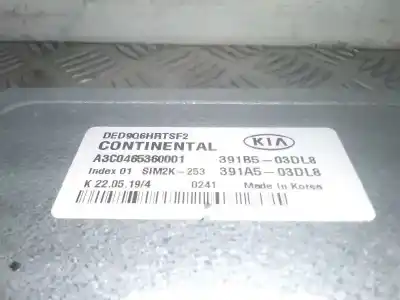 DED9G6HRTSF2
CONTINENTAL KIA
A3C0465360001 391B5-03DL8
Index 01 SIM2K-253 391A5-03DL8
K 22.05.19/4 0241 Made in Korea